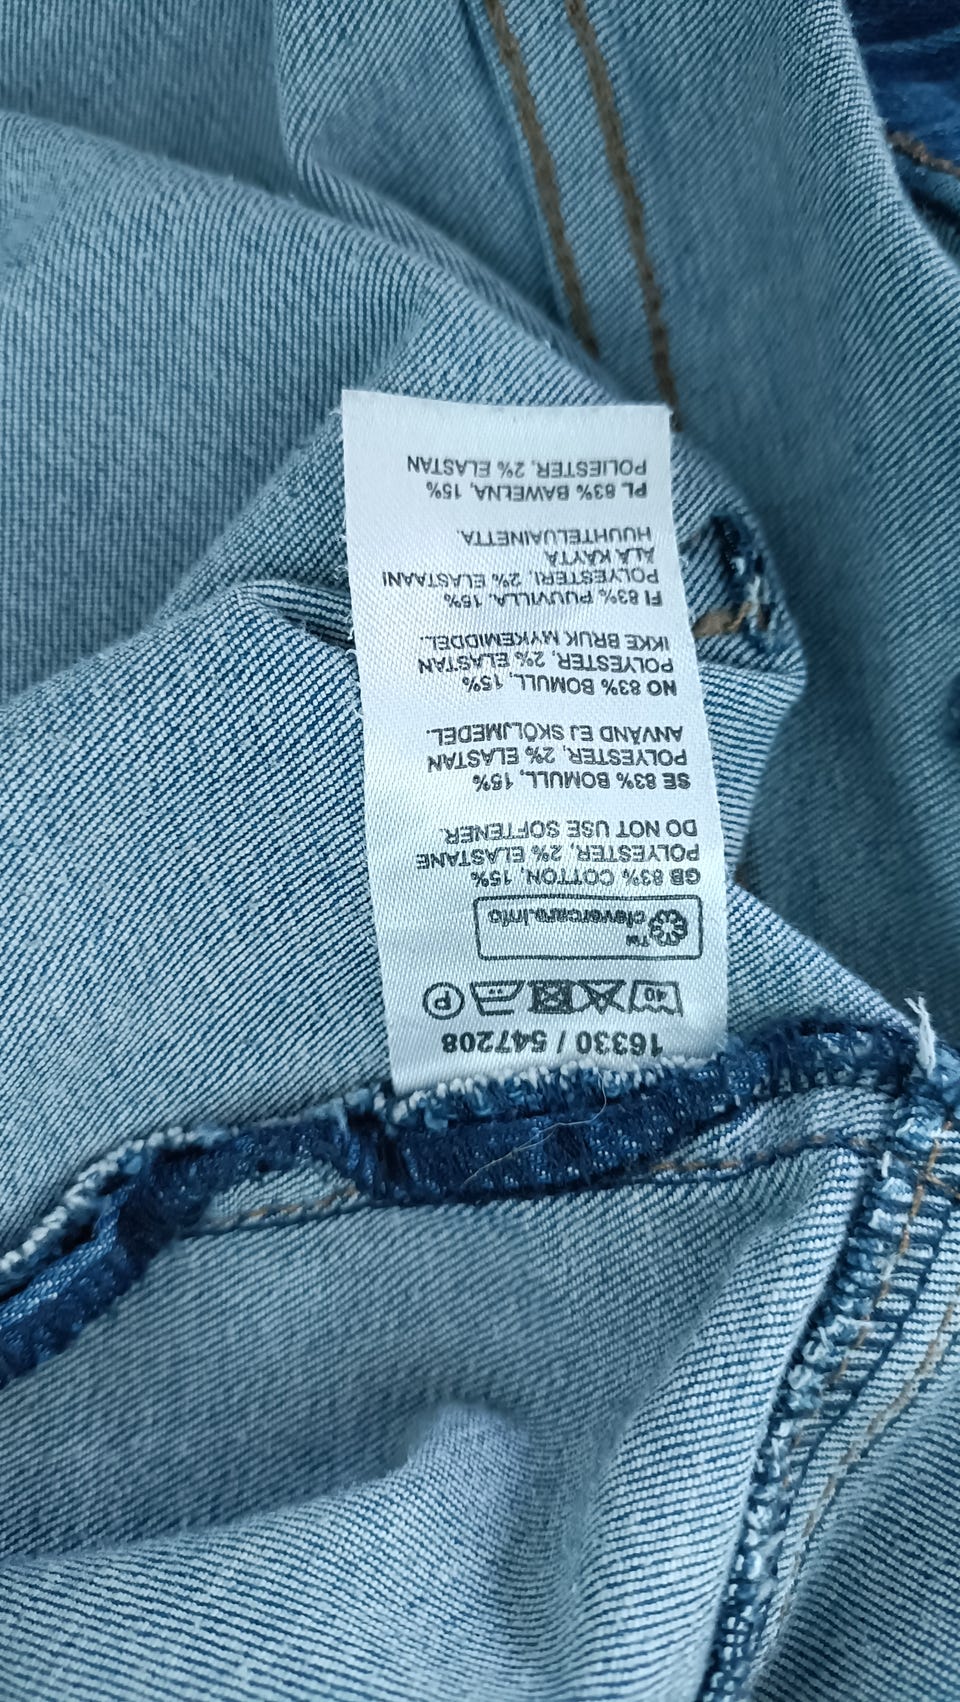 16330 / 547208
40 P
clevercare.info™
GB 83% COTTON, 15%
POLYESTER, 2% ELASTANE
DO NOT USE SOFTENER.
SE 83% BOMULL, 15%
POLYESTER, 2% ELASTAN
ANVÄND EJ SKÖLJMEDEL.
NO 83% BOMULL, 15%
POLYESTER, 2% ELASTAN
IKKE BRUK MYKEMIDDEL.
FI 83% PUUVILLA, 15%
POLYESTERI, 2% ELASTAANI
ÄLÄ KÄYTÄ
HUUHTELUAINETTA.
PL 83% BAWEŁNA, 15%
POLIESTER, 2% ELASTAN